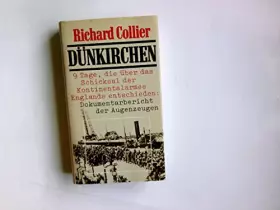 Richard Collier
DÜNKIRCHEN
9 Tage, die über das
Schicksal der
Kontinentalarmee
Englands entschieden:
Dokumentarbericht
der Augenzeugen